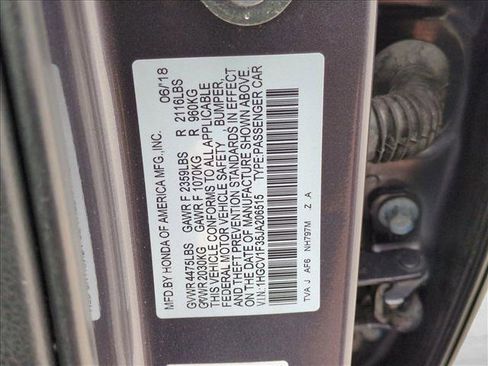 MFD.BY HONDA OF AMERICA MFG.,INC. 06/18
GVWR 4475LBS GAWR F 2359LBS R 2116LBS
GVWR 2030KG GAWR F 1070KG R 960KG
THIS VEHICLE CONFORMS TO ALL APPLICABLE
FEDERAL MOTOR VEHICLE SAFETY, BUMPER,
AND THEFT PREVENTION STANDARDS IN EFFECT
ON THE DATE OF MANUFACTURE SHOWN ABOVE.
V.I.N.:1HGCV1F35JA206515 TYPE:PASSENGER CAR
TVA J AF6 NH797M Z .A